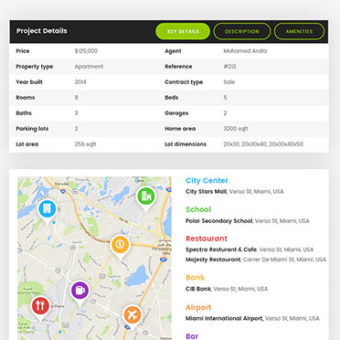 Project Details KEY DETAILS DESCRIPTION AMENITIES
Price $125,000 Agent Mohamed Arafa
Property type Apartment Reference #212
Year built 2014 Contract type Sale
Rooms 8 Beds 5
Baths 3 Garages 2
Parking lots 2 Home area 3200 sqft
Lot area 256 sqft Lot dimensions 20x30, 20x30x40, 20x30x40x50
City Center
City Stars Mall, Verso St, Miami, USA
School
Polar Secondary School, Verso St, Miami, USA
Restaurant
Spectra Resturant & Cafe, Verso St, Miami, USA
Majesty Restaurant, Carrer De Miami St, Miami, USA
Bank
CIB Bank, Verso St, Miami, USA
Airport
Miami International Airport, Verso St, Miami, USA
Bar